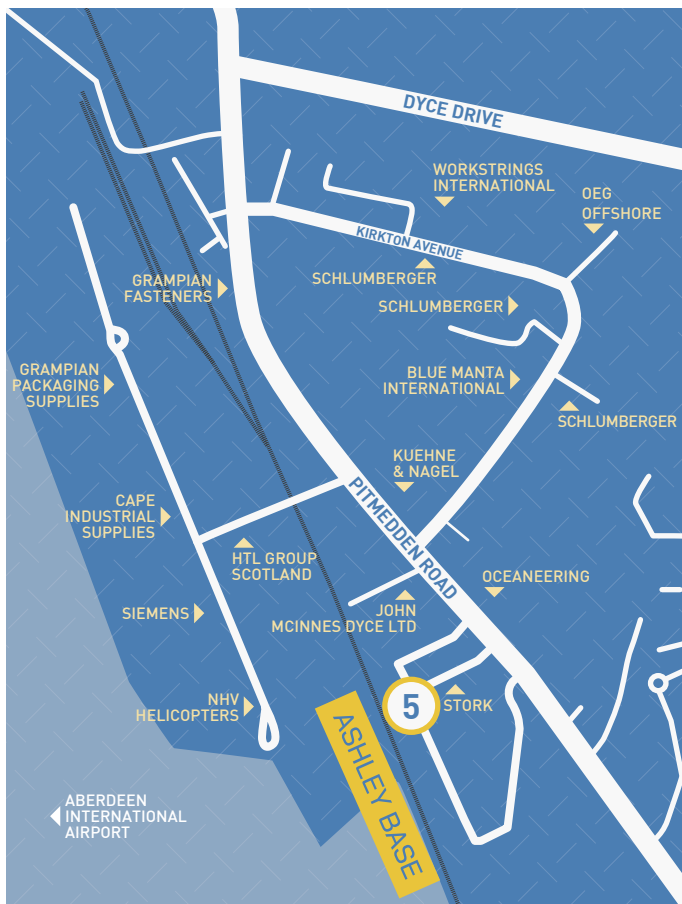 DYCE DRIVE
WORKSTRINGS
INTERNATIONAL
OEG
OFFSHORE
KIRKTON AVENUE
SCHLUMBERGER
GRAMPIAN
FASTENERS
SCHLUMBERGER
GRAMPIAN
PACKAGING
SUPPLIES
BLUE MANTA
INTERNATIONAL
SCHLUMBERGER
KUEHNE
& NAGEL
PITMEDDEN ROAD
CAPE
INDUSTRIAL
SUPPLIES
HTL GROUP
SCOTLAND
OCEANEERING
SIEMENS
JOHN
MCINNES DYCE LTD
NHV
HELICOPTERS
5
STORK
ASHLEY BASE
ABERDEEN
INTERNATIONAL
AIRPORT